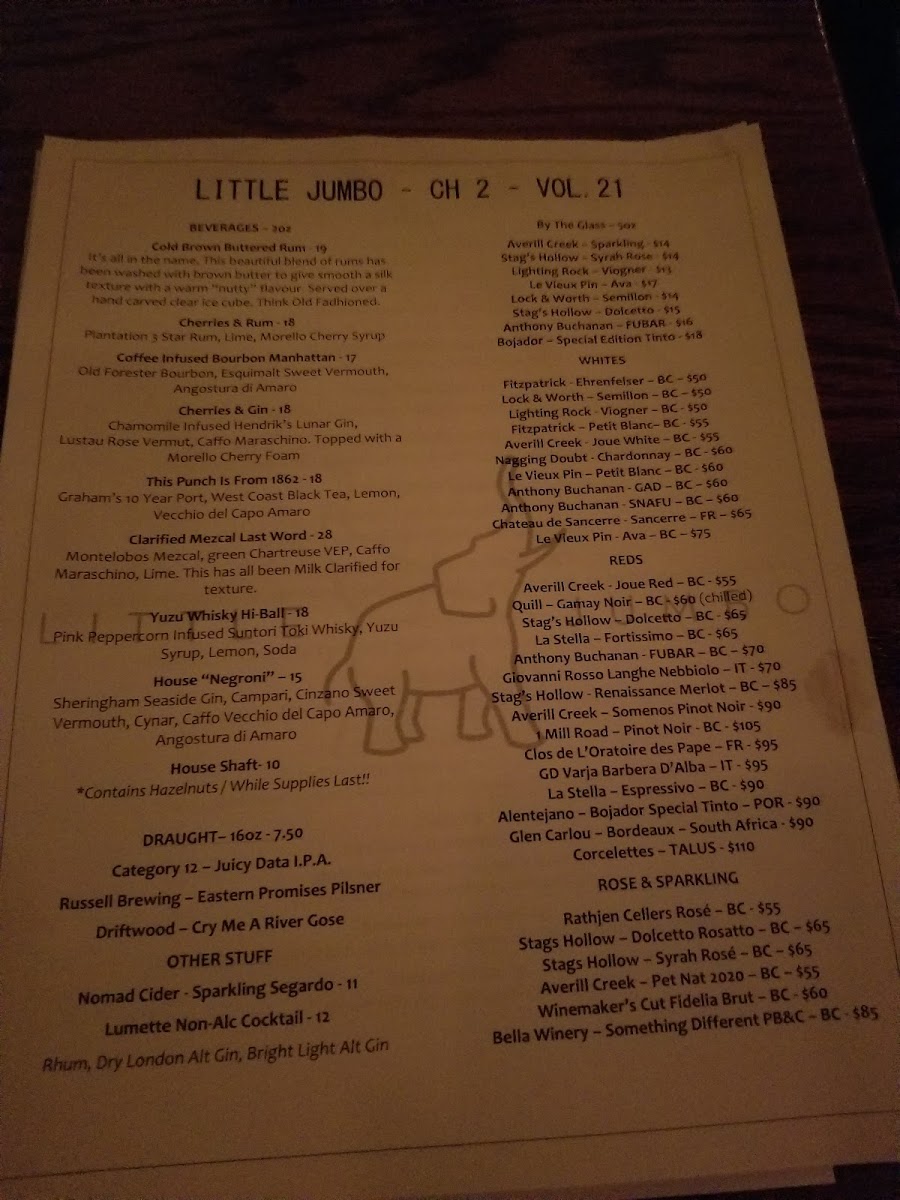 LITTLE JUMBO - CH 2 - VOL. 21
BEVERAGES – 2oz
Cold Brown Buttered Rum - 19
It's all in the name. This beautiful blend of rums has
been washed with brown butter to give smooth a silk
texture with a warm "nutty" flavour. Served over a
hand carved clear ice cube. Think Old Fadhioned.
Cherries & Rum - 18
Plantation 3 Star Rum, Lime, Morello Cherry Syrup
Coffee Infused Bourbon Manhattan - 17
Old Forester Bourbon, Esquimalt Sweet Vermouth,
Angostura di Amaro
Cherries & Gin - 18
Chamomile Infused Hendrik's Lunar Gin,
Lustau Rose Vermut, Caffo Maraschino. Topped with a
Morello Cherry Foam
This Punch Is From 1862 - 18
Graham's 10 Year Port, West Coast Black Tea, Lemon,
Vecchio del Capo Amaro
Clarified Mezcal Last Word - 28
Montelobos Mezcal, green Chartreuse VEP, Caffo
Maraschino, Lime. This has all been Milk Clarified for
texture.
Yuzu Whisky Hi-Ball - 18
Pink Peppercorn Infused Suntori Toki Whisky, Yuzu
Syrup, Lemon, Soda
House "Negroni" – 15
Sheringham Seaside Gin, Campari, Cinzano Sweet
Vermouth, Cynar, Caffo Vecchio del Capo Amaro,
Angostura di Amaro
House Shaft- 10
*Contains Hazelnuts / While Supplies Last!!
DRAUGHT– 16oz - 7.50
Category 12 – Juicy Data I.P.A.
Russell Brewing – Eastern Promises Pilsner
Driftwood – Cry Me A River Gose
OTHER STUFF
Nomad Cider - Sparkling Segardo - 11
Lumette Non-Alc Cocktail - 12
Rhum, Dry London Alt Gin, Bright Light Alt Gin
By The Glass – 5oz
Averill Creek – Sparkling - $14
Stag's Hollow – Syrah Rose - $14
Lighting Rock – Viogner - $13
Le Vieux Pin – Ava - $17
Lock & Worth – Semillon - $14
Stag's Hollow – Dolcetto - $15
Anthony Buchanan – FUBAR - $16
Bojador – Special Edition Tinto - $18
WHITES
Fitzpatrick - Ehrenfelser – BC – $50
Lock & Worth – Semillon – BC - $50
Lighting Rock - Viogner – BC - $50
Fitzpatrick – Petit Blanc– BC - $55
Averill Creek - Joue White – BC - $55
Nagging Doubt - Chardonnay – BC - $60
Le Vieux Pin – Petit Blanc – BC - $60
Anthony Buchanan - GAD – BC – $60
Anthony Buchanan - SNAFU – BC – $60
Chateau de Sancerre - Sancerre – FR – $65
Le Vieux Pin - Ava – BC - $75
REDS
Averill Creek - Joue Red – BC - $55
Quill – Gamay Noir – BC - $60 (chilled)
Stag's Hollow – Dolcetto – BC - $65
La Stella – Fortissimo – BC - $65
Anthony Buchanan - FUBAR – BC – $70
Giovanni Rosso Langhe Nebbiolo – IT - $70
Stag's Hollow - Renaissance Merlot – BC - $85
Averill Creek – Somenos Pinot Noir - $90
1 Mill Road – Pinot Noir - BC - $105
Clos de L'Oratoire des Pape – FR - $95
GD Varja Barbera D'Alba – IT - $95
La Stella – Espressivo – BC - $90
Alentejano – Bojador Special Tinto – POR - $90
Glen Carlou – Bordeaux – South Africa - $90
Corcelettes – TALUS - $110
ROSE & SPARKLING
Rathjen Cellers Rosé – BC - $55
Stags Hollow – Dolcetto Rosatto – BC – $65
Stags Hollow – Syrah Rosé – BC – $65
Averill Creek – Pet Nat 2020 – BC – $55
Winemaker's Cut Fidelia Brut – BC - $60
Bella Winery – Something Different PB&C – BC - $85
LITTLE JUMBO